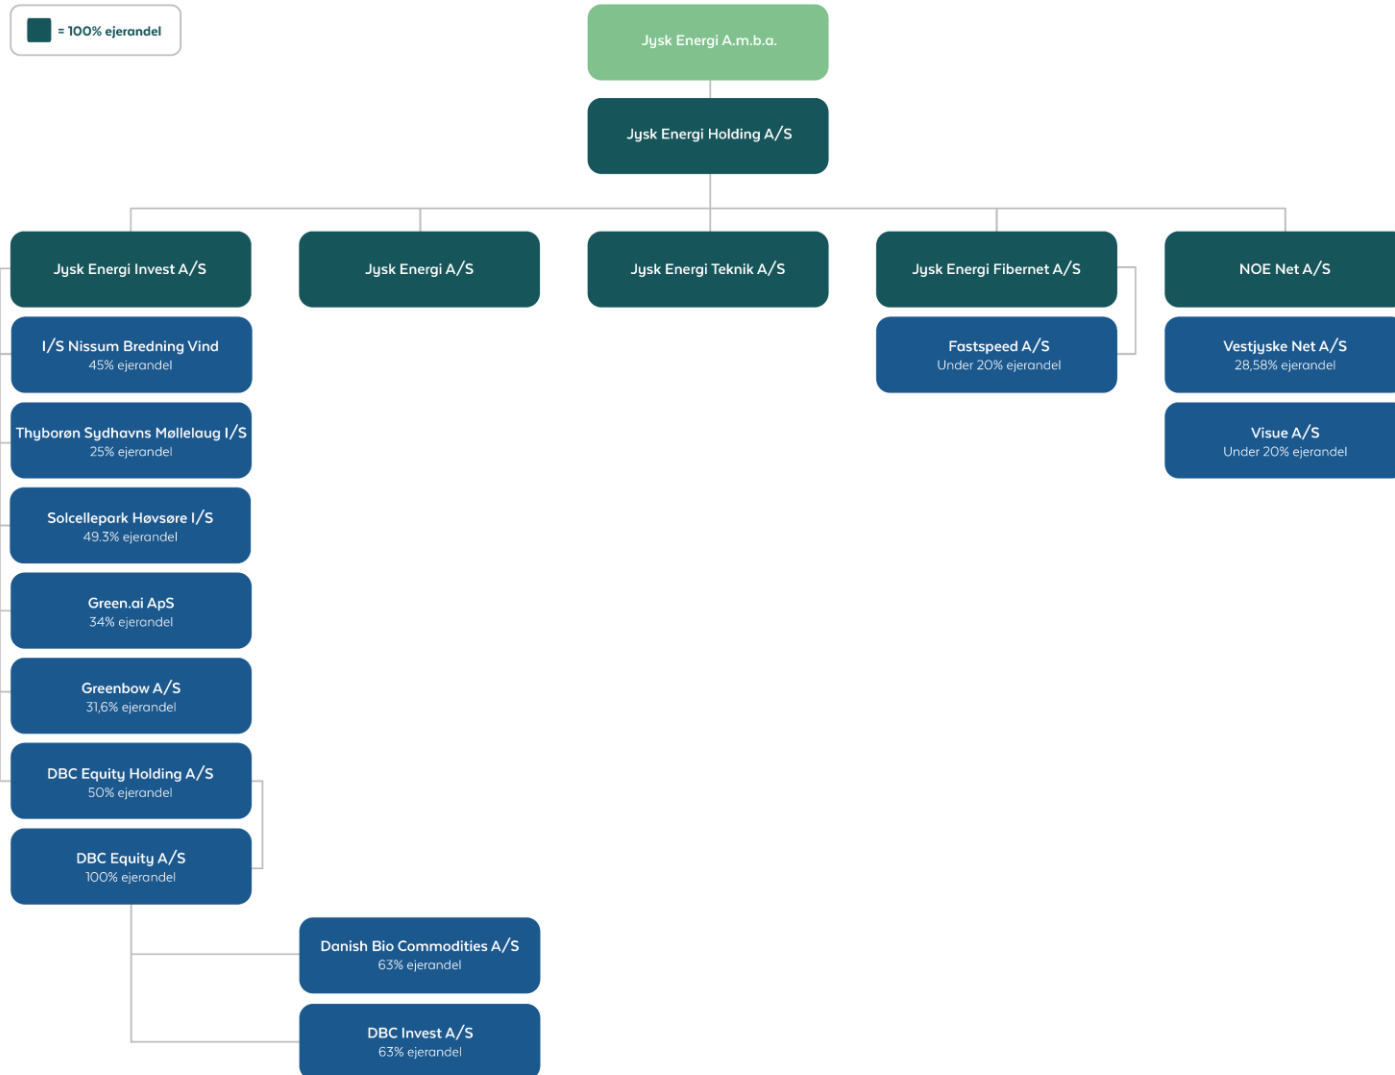 = 100% ejerandel
Jysk Energi A.m.b.a.
Jysk Energi Holding A/S
Jysk Energi Invest A/S
Jysk Energi A/S
Jysk Energi Teknik A/S
Jysk Energi Fibernet A/S
NOE Net A/S
I/S Nissum Bredning Vind
45% ejerandel
Fastspeed A/S
Under 20% ejerandel
Vestjyske Net A/S
28,58% ejerandel
Thyborøn Sydhavns Møllelaug I/S
25% ejerandel
Visue A/S
Under 20% ejerandel
Solcellepark Høvsøre I/S
49.3% ejerandel
Green.ai ApS
34% ejerandel
Greenbow A/S
31,6% ejerandel
DBC Equity Holding A/S
50% ejerandel
DBC Equity A/S
100% ejerandel
Danish Bio Commodities A/S
63% ejerandel
DBC Invest A/S
63% ejerandel